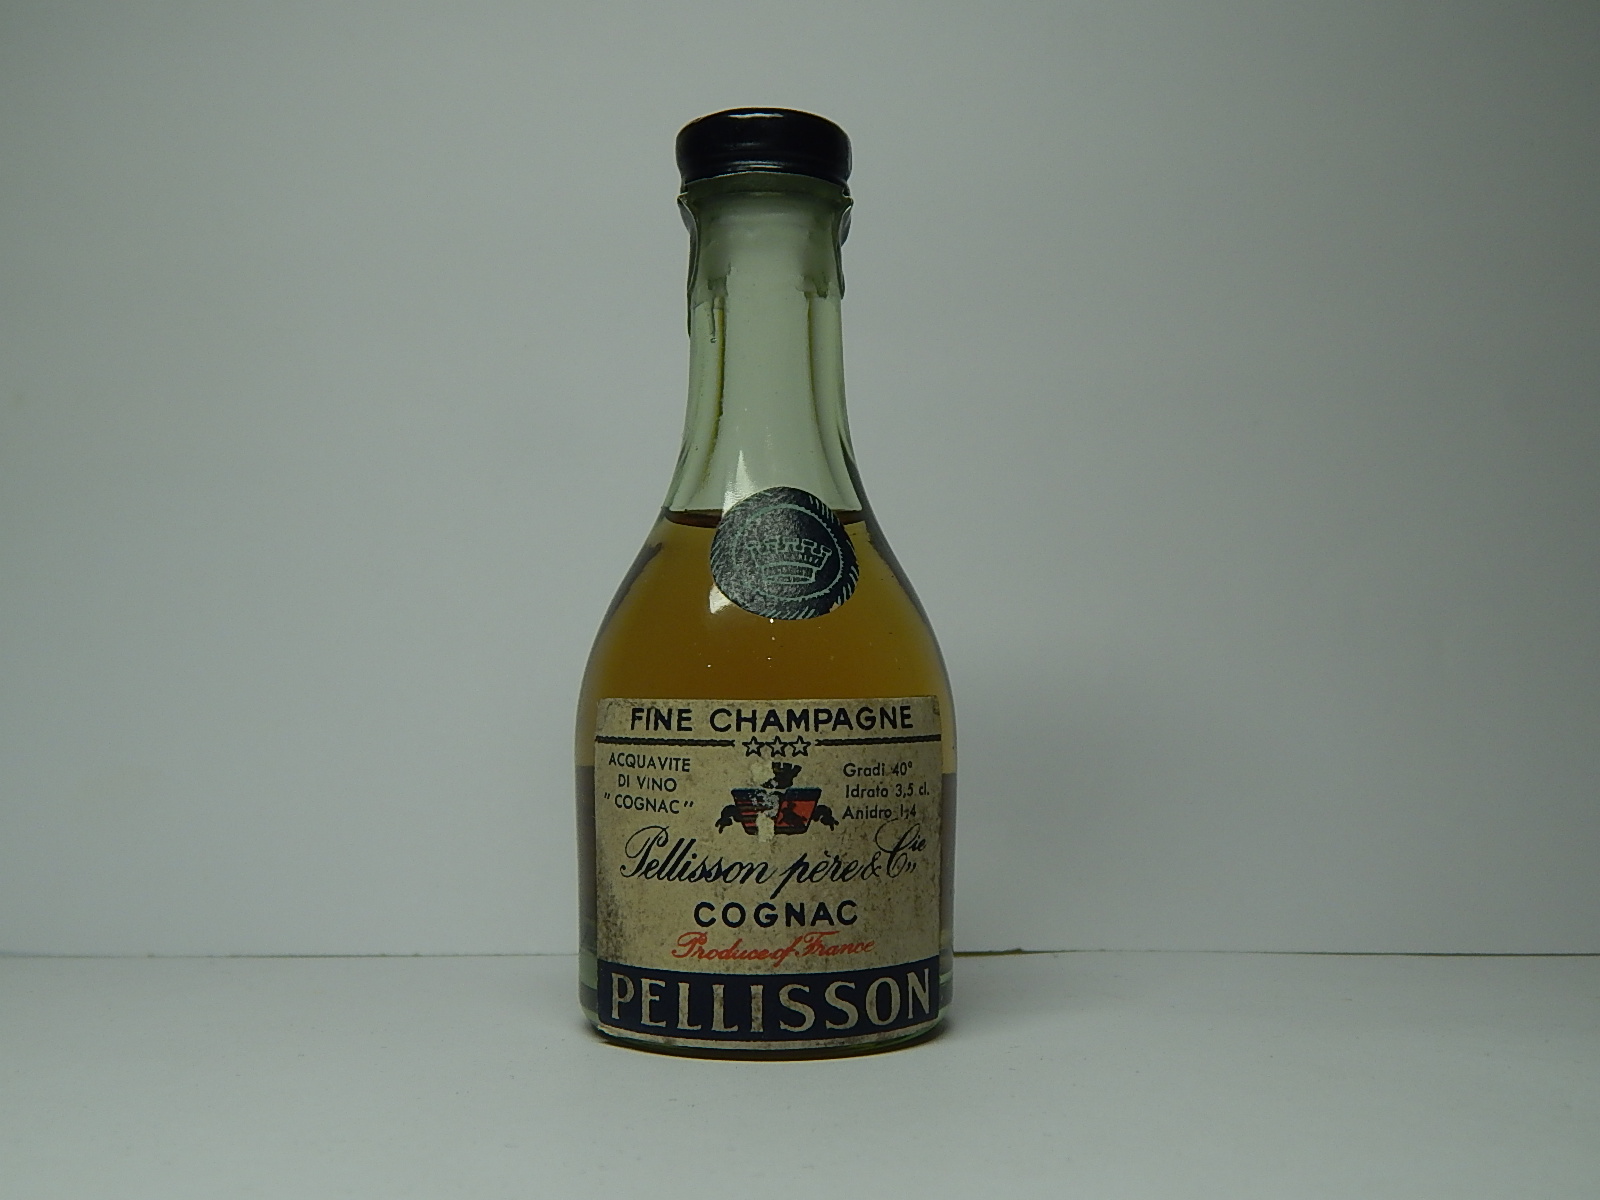 FINE CHAMPAGNE
ACQUAVITE
DI VINO
"COGNAC"
Gradi 40°
Idrato 3,5 cl.
Anidro 1,4
Pellisson père & Cie
COGNAC
Produce of France
PELLISSON